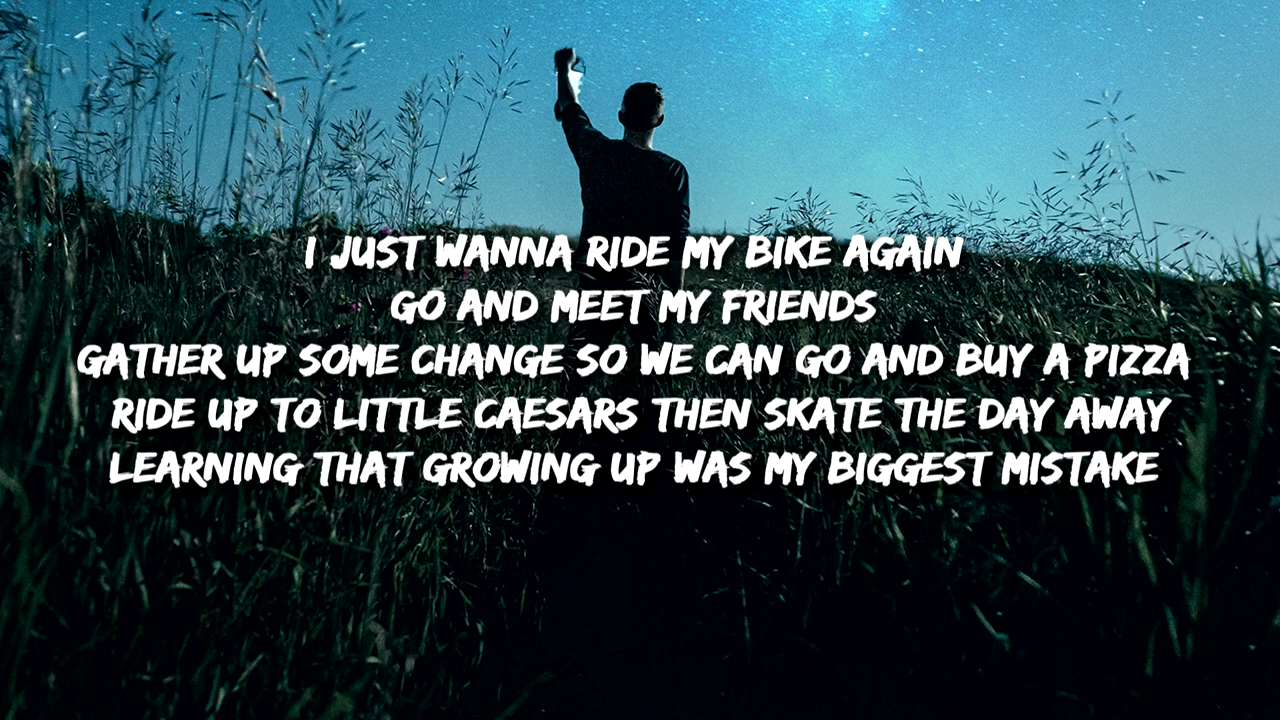 I JUST WANNA RIDE MY BIKE AGAIN
GO AND MEET MY FRIENDS
GATHER UP SOME CHANGE SO WE CAN GO AND BUY A PIZZA
RIDE UP TO LITTLE CAESARS THEN SKATE THE DAY AWAY
LEARNING THAT GROWING UP WAS MY BIGGEST MISTAKE